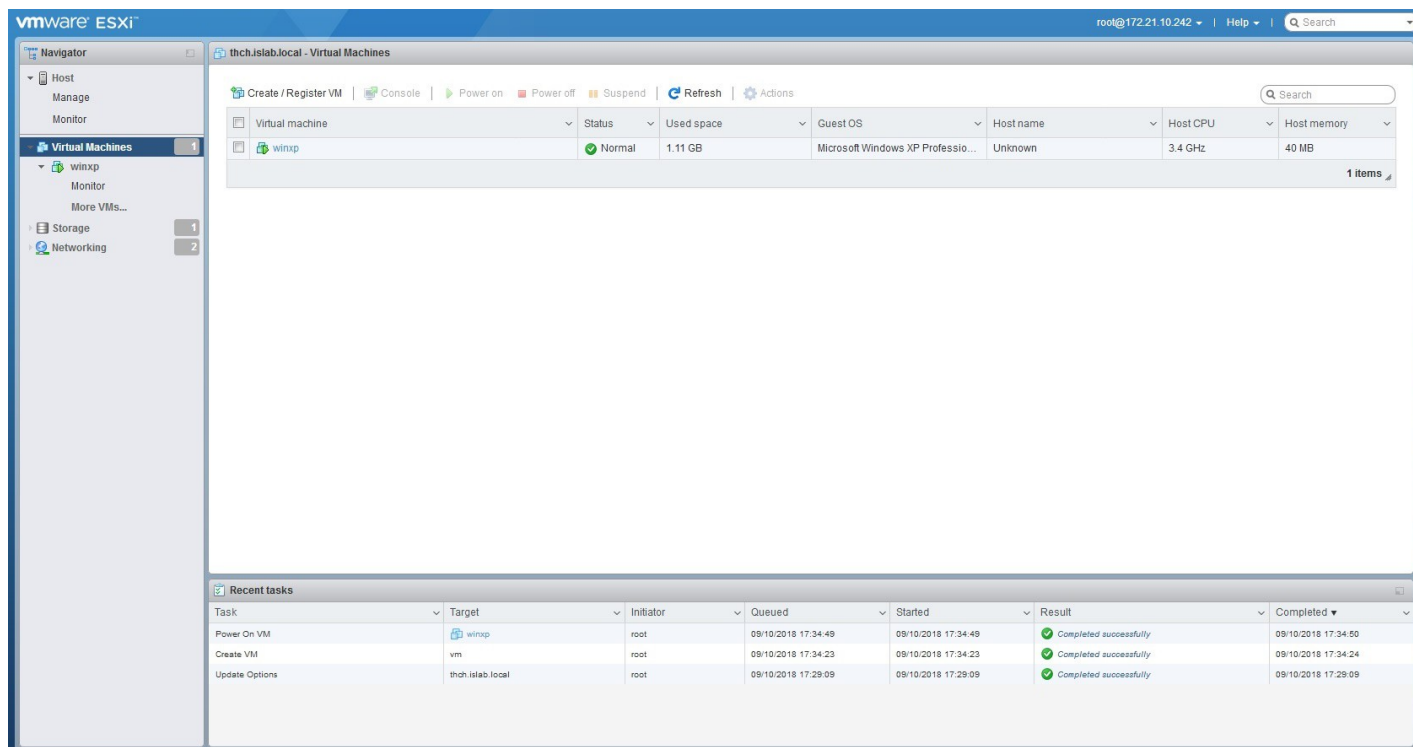 vmware ESXi™
root@172.21.10.242 | Help | Search
Navigator
Host
Manage
Monitor
Virtual Machines 1
winxp
Monitor
More VMs...
Storage 1
Networking 2
thch.islab.local - Virtual Machines
Create / Register VM | Console | Power on Power off Suspend | Refresh | Actions
Search
Virtual machine Status Used space Guest OS Host name Host CPU Host memory
winxp Normal 1.11 GB Microsoft Windows XP Professio... Unknown 3.4 GHz 40 MB
1 items
Recent tasks
Task Target Initiator Queued Started Result Completed
Power On VM winxp root 09/10/2018 17:34:49 09/10/2018 17:34:49 Completed successfully 09/10/2018 17:34:50
Create VM vm root 09/10/2018 17:34:23 09/10/2018 17:34:23 Completed successfully 09/10/2018 17:34:24
Update Options thch.islab.local root 09/10/2018 17:29:09 09/10/2018 17:29:09 Completed successfully 09/10/2018 17:29:09